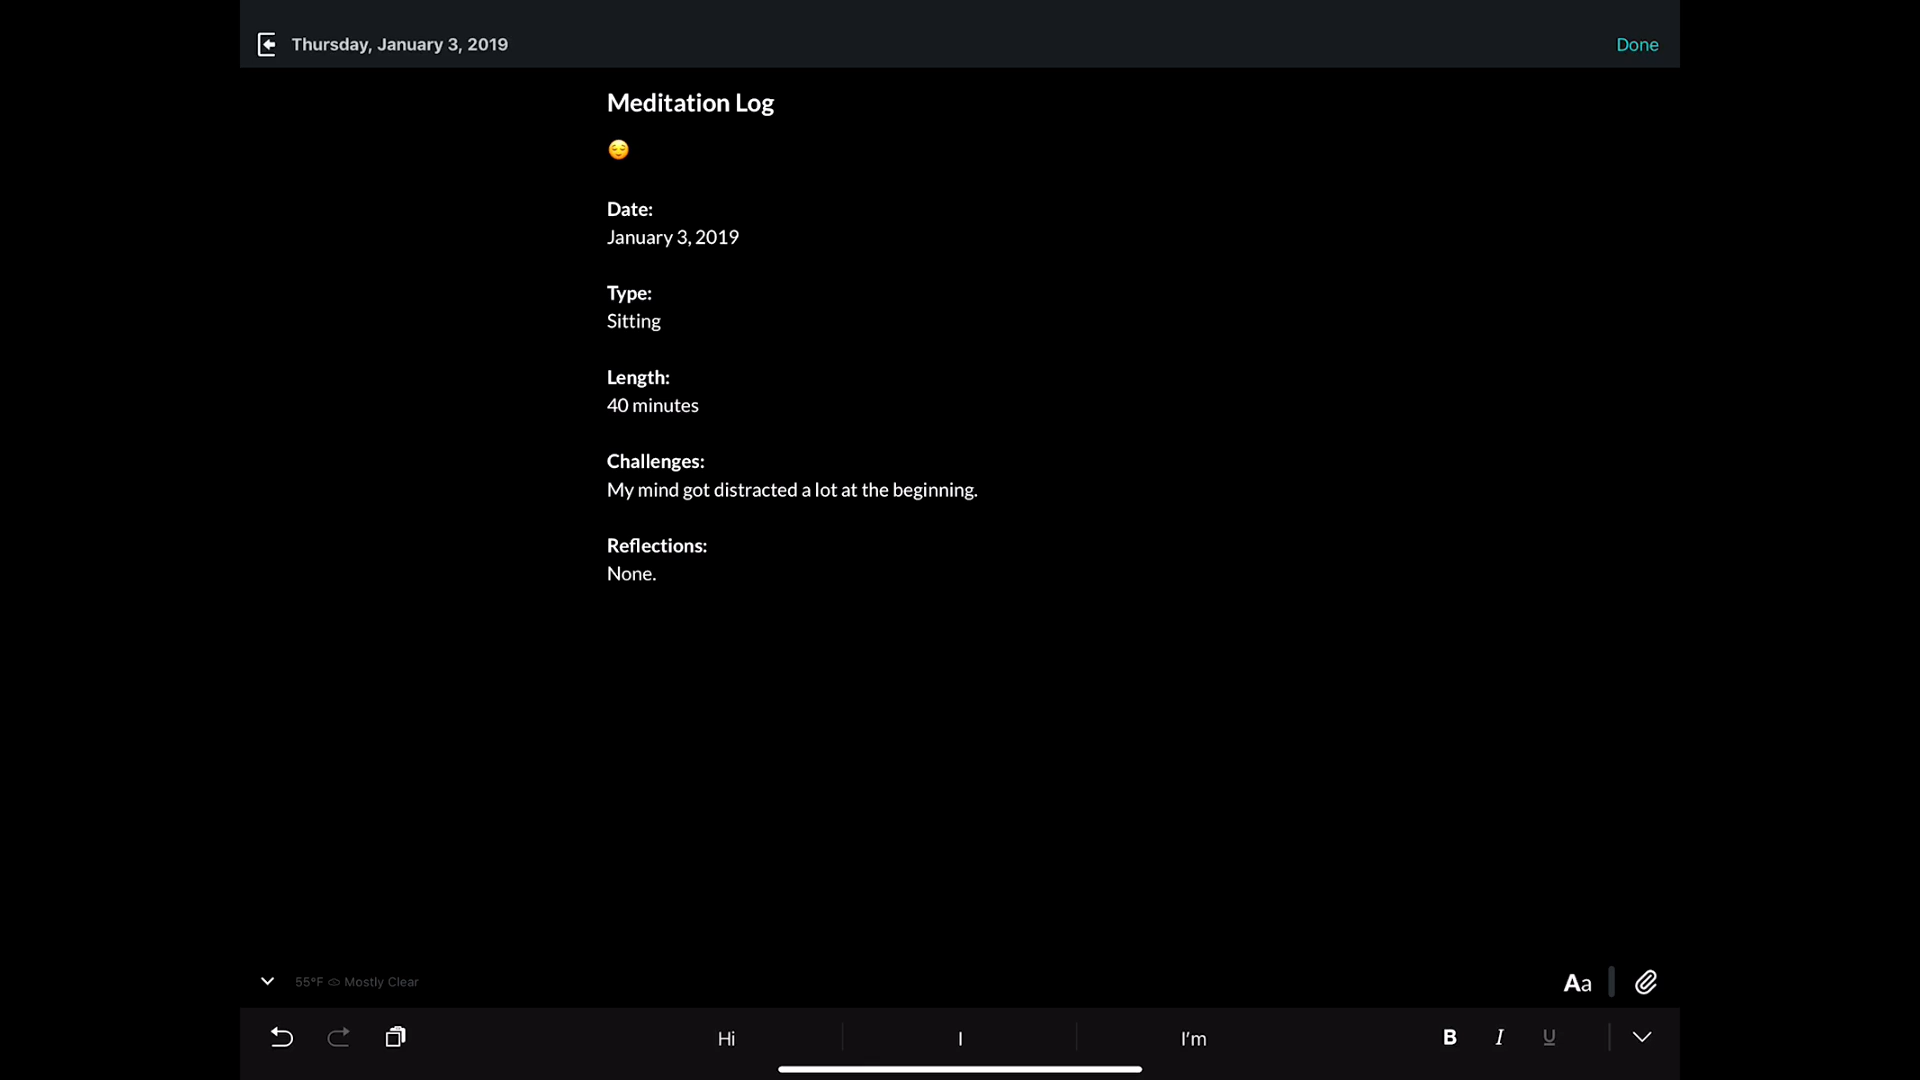 Thursday, January 3, 2019
Done
Meditation Log
😌
Date:
January 3, 2019
Type:
Sitting
Length:
40 minutes
Challenges:
My mind got distracted a lot at the beginning.
Reflections:
None.
55°F Mostly Clear
Aa
Hi
I
I'm
B
I
U